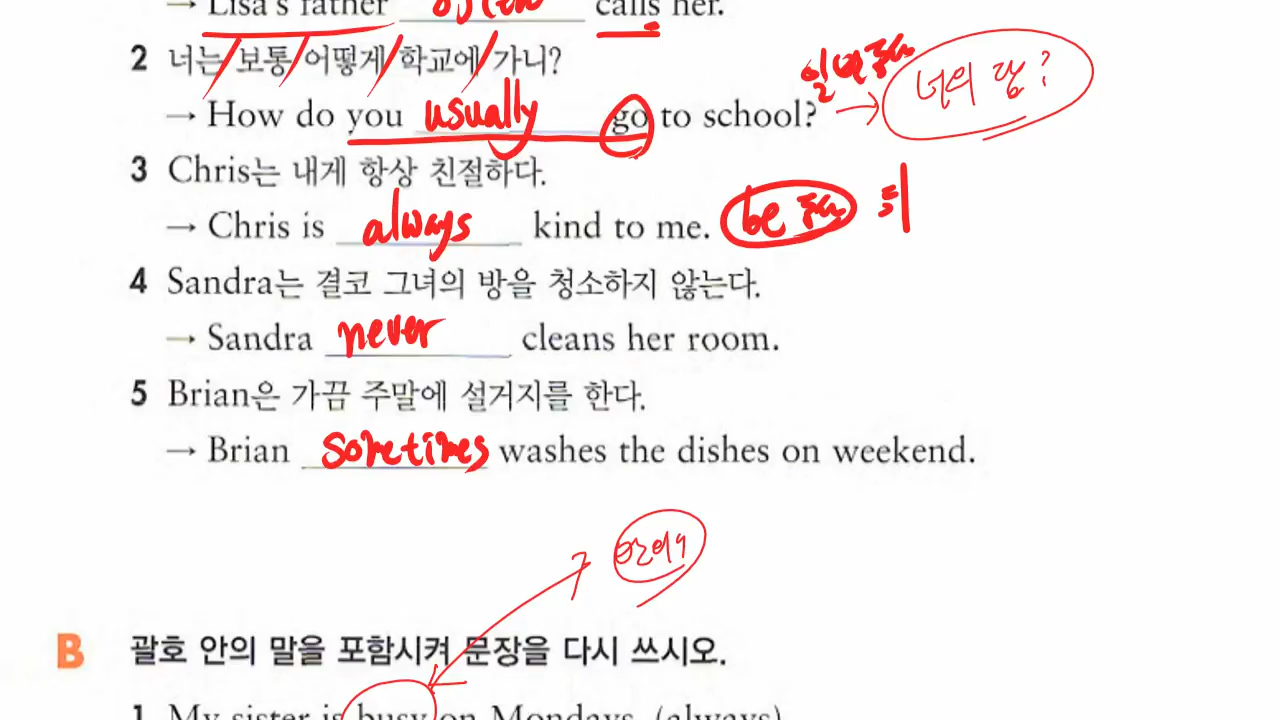 → Lisa's father often calls her.
2 너는/보통/어떻게/학교에/가니?
→ How do you usually go to school? 일반동사 → 너의 답?
3 Chris는 내게 항상 친절하다.
→ Chris is always kind to me. be 동사 뒤
4 Sandra는 결코 그녀의 방을 청소하지 않는다.
→ Sandra never cleans her room.
5 Brian은 가끔 주말에 설거지를 한다.
→ Brian sometimes washes the dishes on weekend.
B 괄호 안의 말을 포함시켜 문장을 다시 쓰시오.
1 My sister is busy on Mondays. (always)